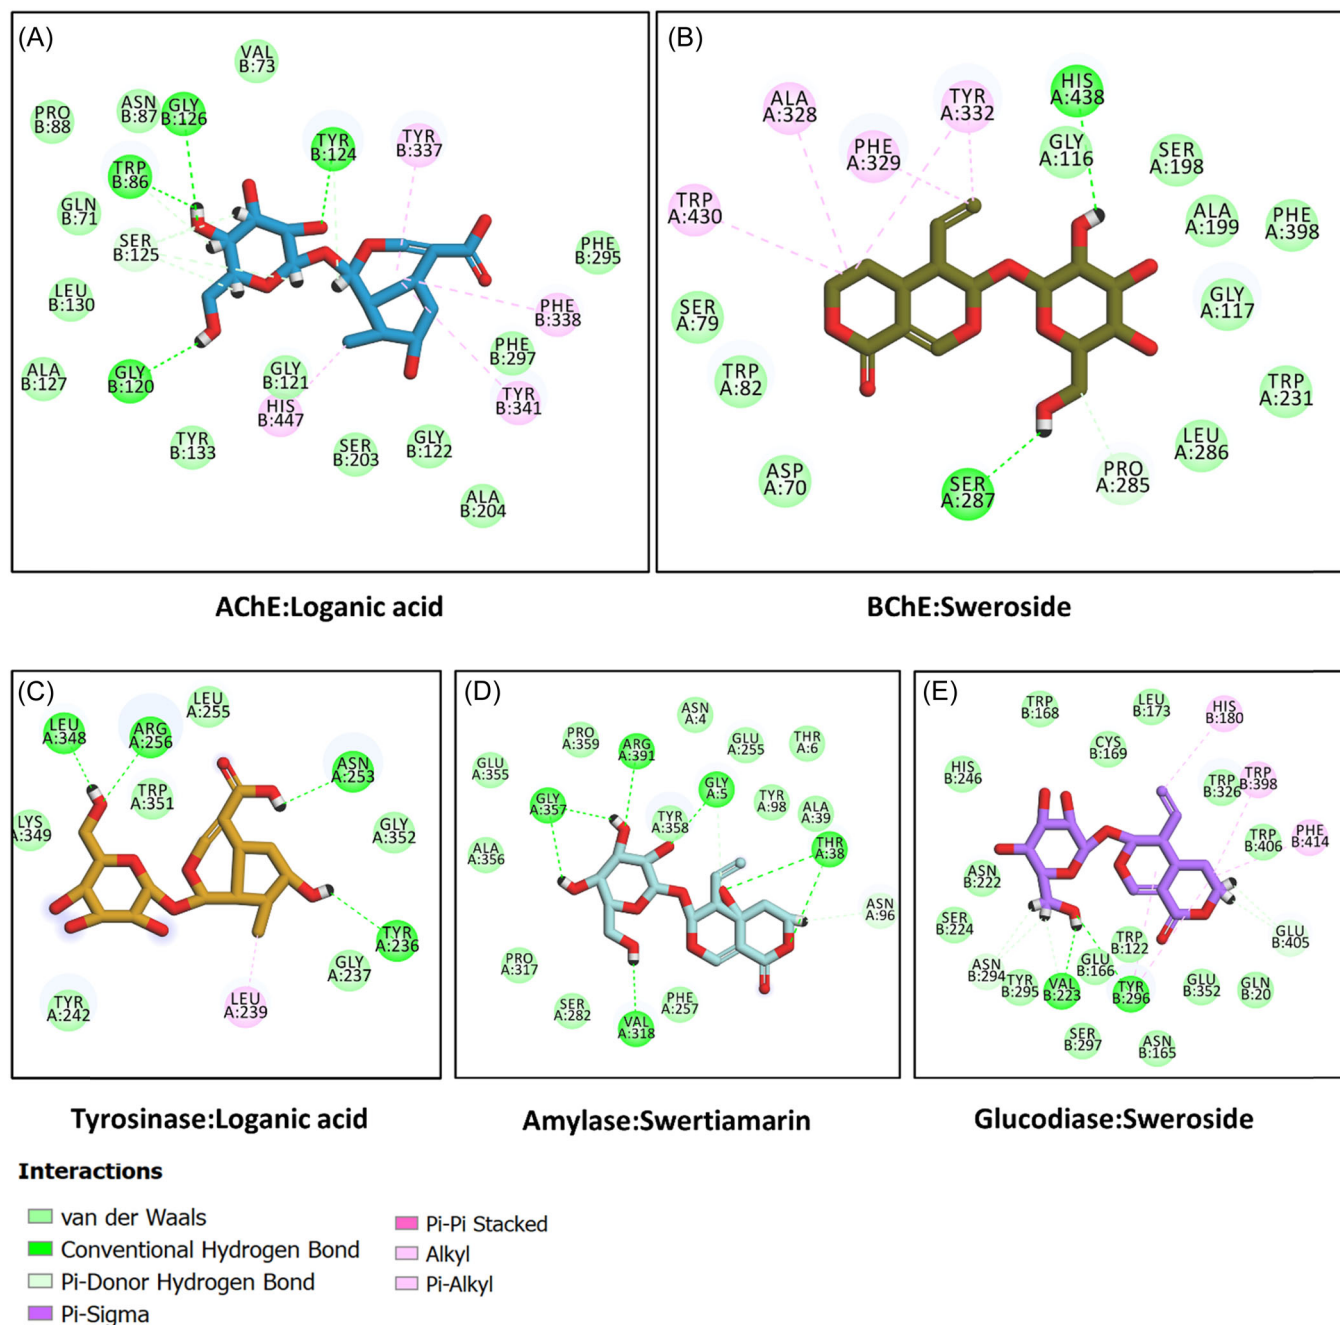 (A)
VAL
B:73
PRO
B:88
ASN
B:87
GLY
B:126
TYR
B:124
TYR
B:337
TRP
B:86
GLN
B:71
SER
B:125
PHE
B:295
LEU
B:130
PHE
B:338
ALA
B:127
GLY
B:120
GLY
B:121
PHE
B:297
HIS
B:447
TYR
B:341
TYR
B:133
SER
B:203
GLY
B:122
ALA
B:204
AChE:Loganic acid
(B)
ALA
A:328
TYR
A:332
HIS
A:438
PHE
A:329
GLY
A:116
SER
A:198
TRP
A:430
ALA
A:199
PHE
A:398
SER
A:79
GLY
A:117
TRP
A:82
TRP
A:231
ASP
A:70
SER
A:287
PRO
A:285
LEU
A:286
BChE:Sweroside
(C)
LEU
A:348
ARG
A:256
LEU
A:255
ASN
A:253
TRP
A:351
LYS
A:349
GLY
A:352
TYR
A:236
GLY
A:237
TYR
A:242
LEU
A:239
Tyrosinase:Loganic acid
(D)
ASN
A:4
PRO
A:359
ARG
A:391
GLU
A:255
THR
A:6
GLU
A:355
GLY
A:5
GLY
A:357
TYR
A:358
TYR
A:98
ALA
A:39
ALA
A:356
THR
A:38
ASN
A:96
PRO
A:317
SER
A:282
VAL
A:318
PHE
A:257
Amylase:Swertiamarin
(E)
TRP
B:168
LEU
B:173
HIS
B:180
CYS
B:169
HIS
B:246
TRP
B:326
TRP
B:398
TRP
B:406
PHE
B:414
ASN
B:222
SER
B:224
TRP
B:122
GLU
B:405
ASN
B:294
TYR
B:295
VAL
B:223
GLU
B:166
TYR
B:296
GLU
B:352
GLN
B:20
SER
B:297
ASN
B:165
Glucodiase:Sweroside
Interactions
van der Waals
Conventional Hydrogen Bond
Pi-Donor Hydrogen Bond
Pi-Sigma
Pi-Pi Stacked
Alkyl
Pi-Alkyl